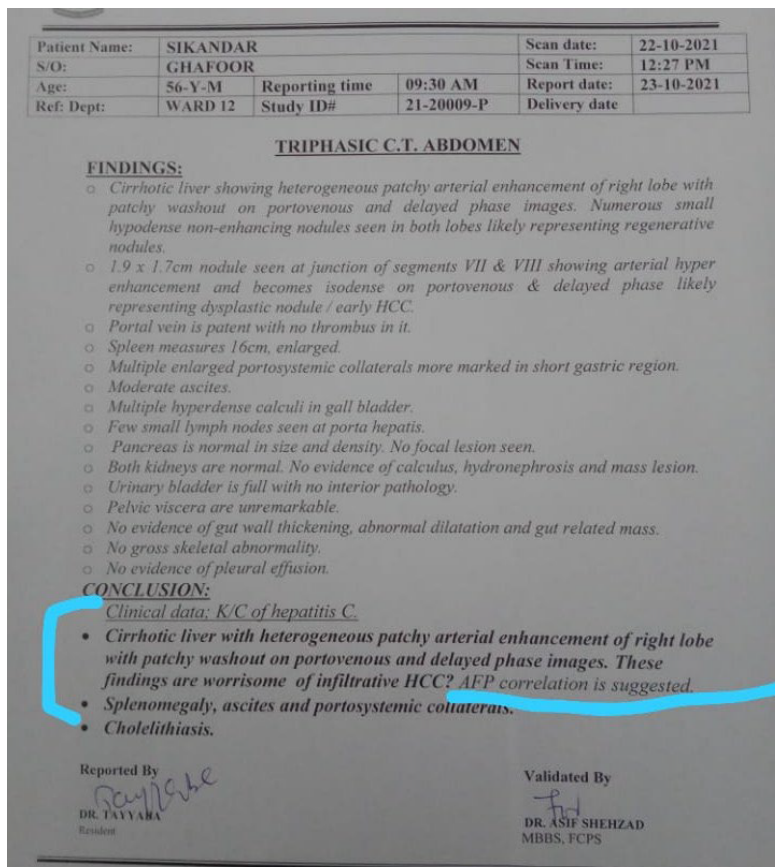 Patient Name: SIKANDAR Scan date: 22-10-2021
S/O: GHAFOOR Scan Time: 12:27 PM
Age: 56-Y-M Reporting time 09:30 AM Report date: 23-10-2021
Ref: Dept: WARD 12 Study ID# 21-20009-P Delivery date
TRIPHASIC C.T. ABDOMEN
FINDINGS:
o Cirrhotic liver showing heterogeneous patchy arterial enhancement of right lobe with
patchy washout on portovenous and delayed phase images. Numerous small
hypodense non-enhancing nodules seen in both lobes likely representing regenerative
nodules.
o 1.9 x 1.7cm nodule seen at junction of segments VII & VIII showing arterial hyper
enhancement and becomes isodense on portovenous & delayed phase likely
representing dysplastic nodule / early HCC.
o Portal vein is patent with no thrombus in it.
o Spleen measures 16cm, enlarged.
o Multiple enlarged portosystemic collaterals more marked in short gastric region.
o Moderate ascites.
o Multiple hyperdense calculi in gall bladder.
o Few small lymph nodes seen at porta hepatis.
o Pancreas is normal in size and density. No focal lesion seen.
o Both kidneys are normal. No evidence of calculus, hydronephrosis and mass lesion.
o Urinary bladder is full with no interior pathology.
o Pelvic viscera are unremarkable.
o No evidence of gut wall thickening, abnormal dilatation and gut related mass.
o No gross skeletal abnormality.
o No evidence of pleural effusion.
CONCLUSION:
Clinical data; K/C of hepatitis C.
• Cirrhotic liver with heterogeneous patchy arterial enhancement of right lobe
with patchy washout on portovenous and delayed phase images. These
findings are worrisome of infiltrative HCC? AFP correlation is suggested.
• Splenomegaly, ascites and portosystemic collaterals.
• Cholelithiasis.
Reported By Validated By
DR. TAYYABA DR. ASIF SHEHZAD
Resident MBBS, FCPS